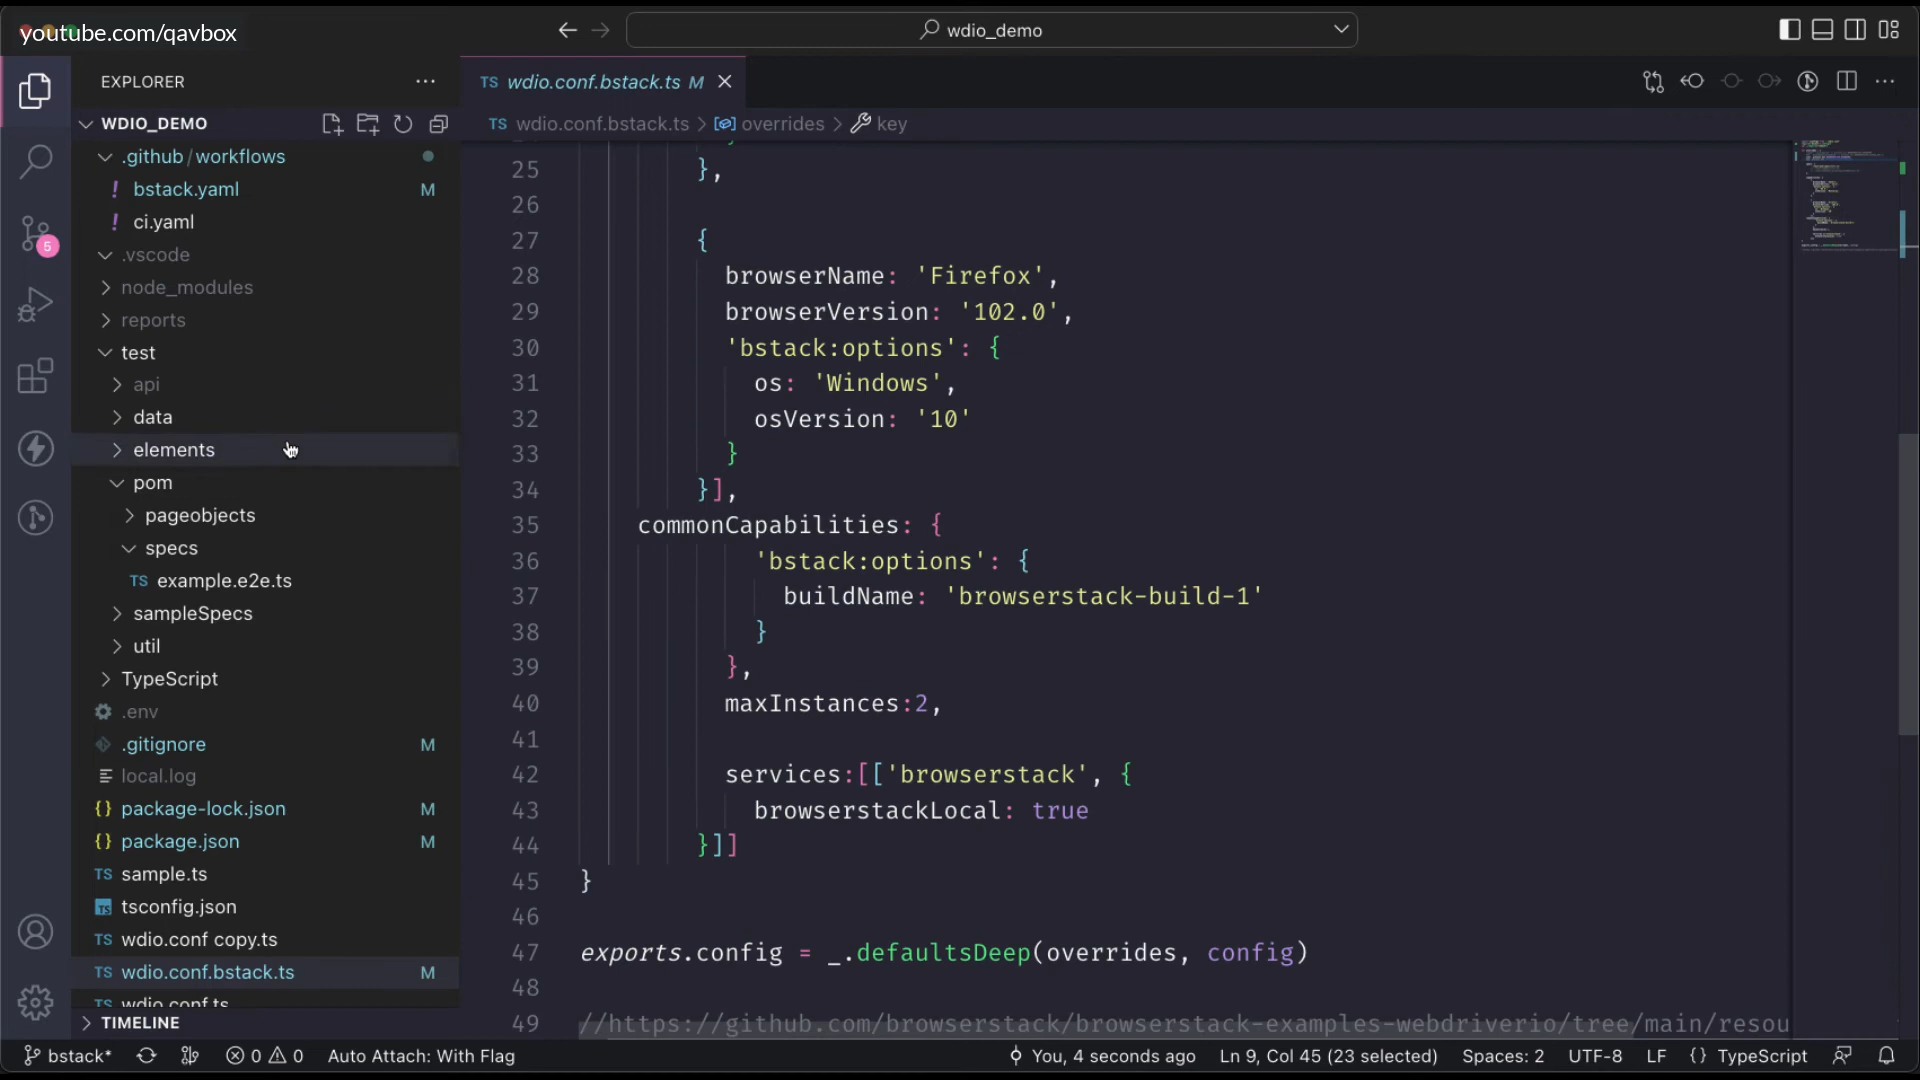 youtube.com/qavbox
wdio_demo
EXPLORER
TS wdio.conf.bstack.ts M
WDIO_DEMO
TS wdio.conf.bstack.ts > overrides > key
.github/workflows
! bstack.yaml M
! ci.yaml
.vscode
node_modules
reports
test
api
data
elements
pom
pageobjects
specs
TS example.e2e.ts
sampleSpecs
util
TypeScript
.env
.gitignore M
local.log
{} package-lock.json M
{} package.json M
TS sample.ts
TS tsconfig.json
TS wdio.conf copy.ts
TS wdio.conf.bstack.ts M
TS wdio.conf.ts
TIMELINE
5
25 },
26
27 {
28 browserName: 'Firefox',
29 browserVersion: '102.0',
30 'bstack:options': {
31 os: 'Windows',
32 osVersion: '10'
33 }
34 }],
35 commonCapabilities: {
36 'bstack:options': {
37 buildName: 'browserstack-build-1'
38 }
39 },
40 maxInstances:2,
41
42 services:[['browserstack', {
43 browserstackLocal: true
44 }]]
45 }
46
47 exports.config = _.defaultsDeep(overrides, config)
48
49 //https://github.com/browserstack/browserstack-examples-webdriverio/tree/main/resou
bstack* 0 0 Auto Attach: With Flag You, 4 seconds ago Ln 9, Col 45 (23 selected) Spaces: 2 UTF-8 LF {} TypeScript